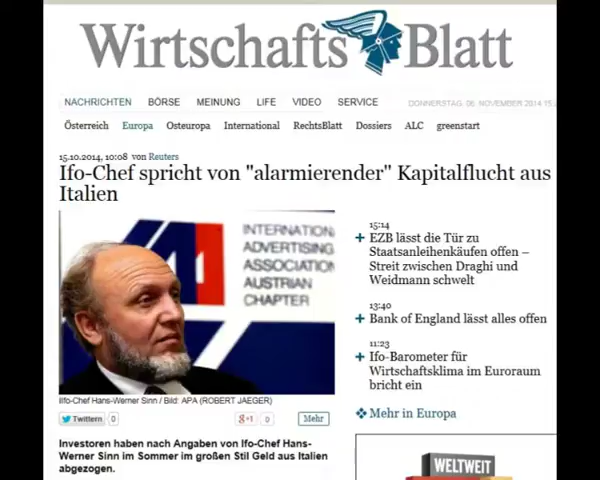 Wirtschafts Blatt
NACHRICHTEN BÖRSE MEINUNG LIFE VIDEO SERVICE
DONNERSTAG, 06. NOVEMBER 2014
Österreich Europa Osteuropa International RechtsBlatt Dossiers ALC greenstart
15.10.2014, 10:08 von Reuters
Ifo-Chef spricht von "alarmierender" Kapitalflucht aus
Italien
INTERNATION
ADVERTISING
ASSOCIATION
AUSTRIAN
CHAPTER
Ifo-Chef Hans-Werner Sinn / Bild: APA (ROBERT JAEGER)
Twittern 0
+1 0
Mehr
Investoren haben nach Angaben von Ifo-Chef Hans-
Werner Sinn im Sommer im großen Stil Geld aus Italien
abgezogen.
15:14
EZB lässt die Tür zu
Staatsanleihenkäufen offen –
Streit zwischen Draghi und
Weidmann schwelt
13:40
Bank of England lässt alles offen
11:23
Ifo-Barometer für
Wirtschaftsklima im Euroraum
bricht ein
Mehr in Europa
WELTWEIT